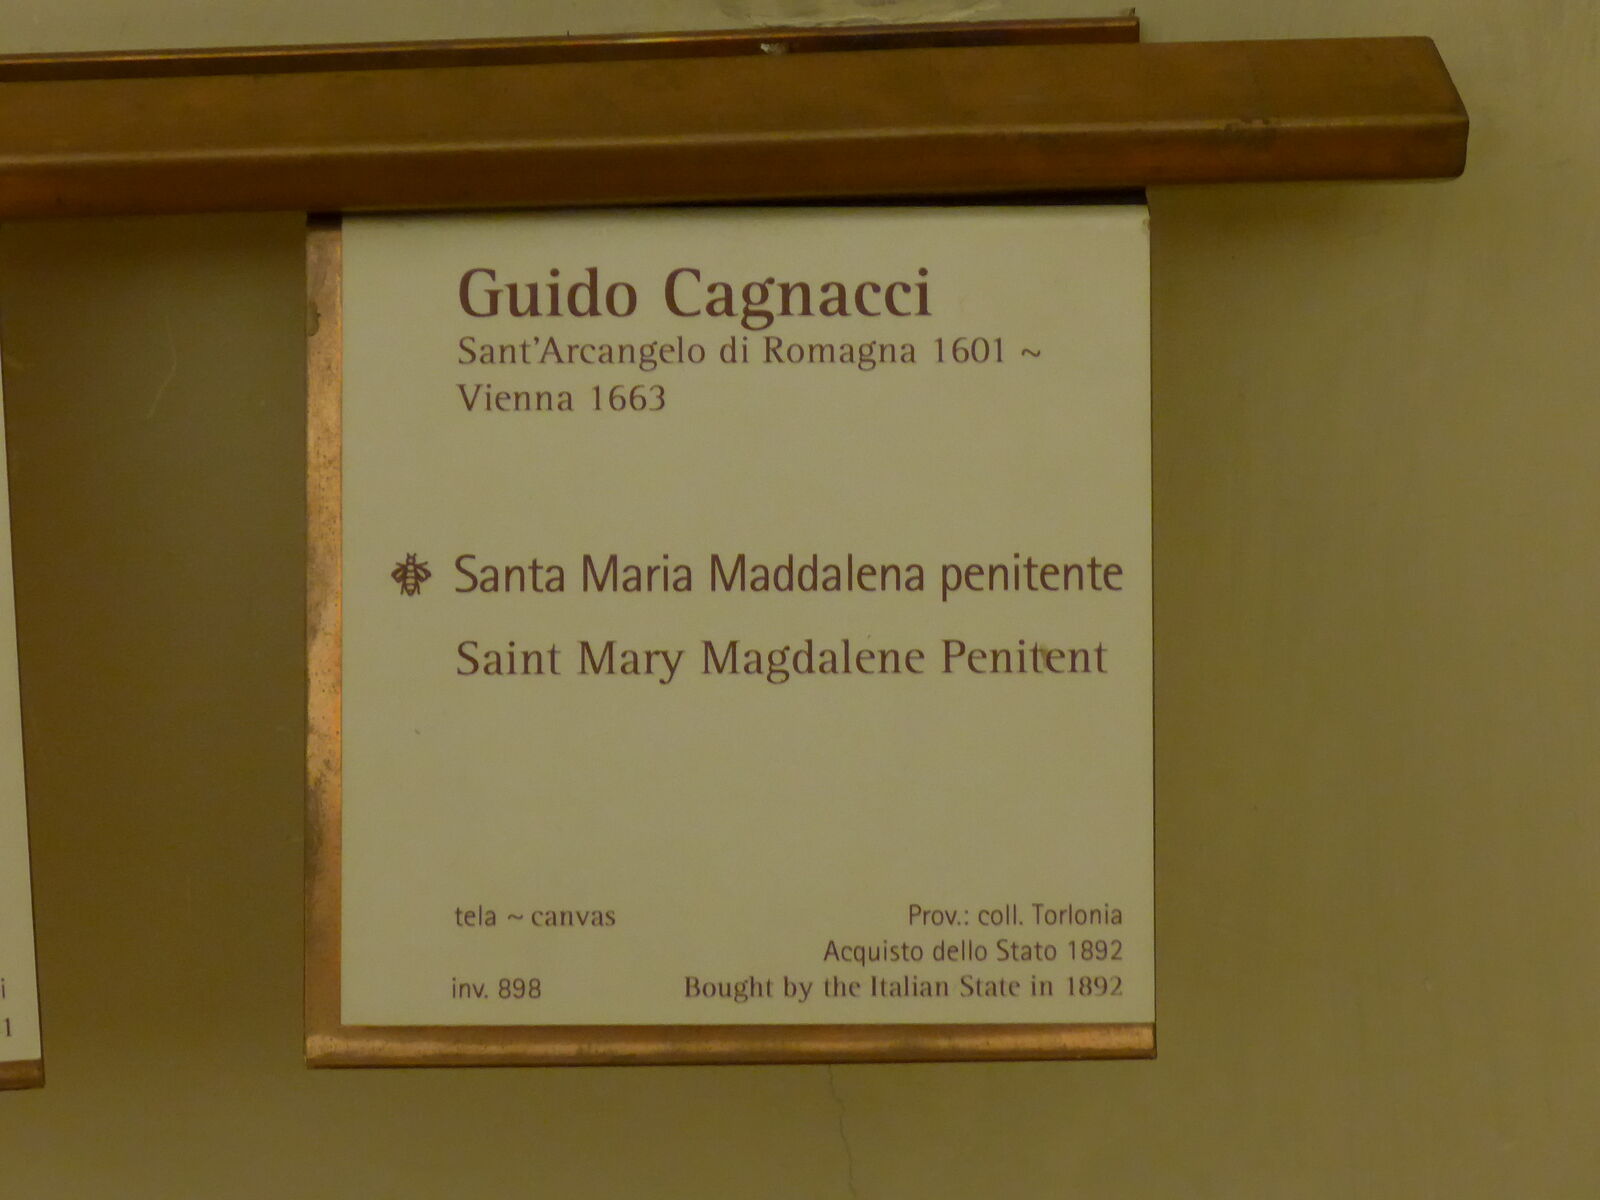 Guido Cagnacci
Sant'Arcangelo di Romagna 1601 ~
Vienna 1663
Santa Maria Maddalena penitente
Saint Mary Magdalene Penitent
tela ~ canvas
Prov.: coll. Torlonia
Acquisto dello Stato 1892
inv. 898
Bought by the Italian State in 1892
i
1